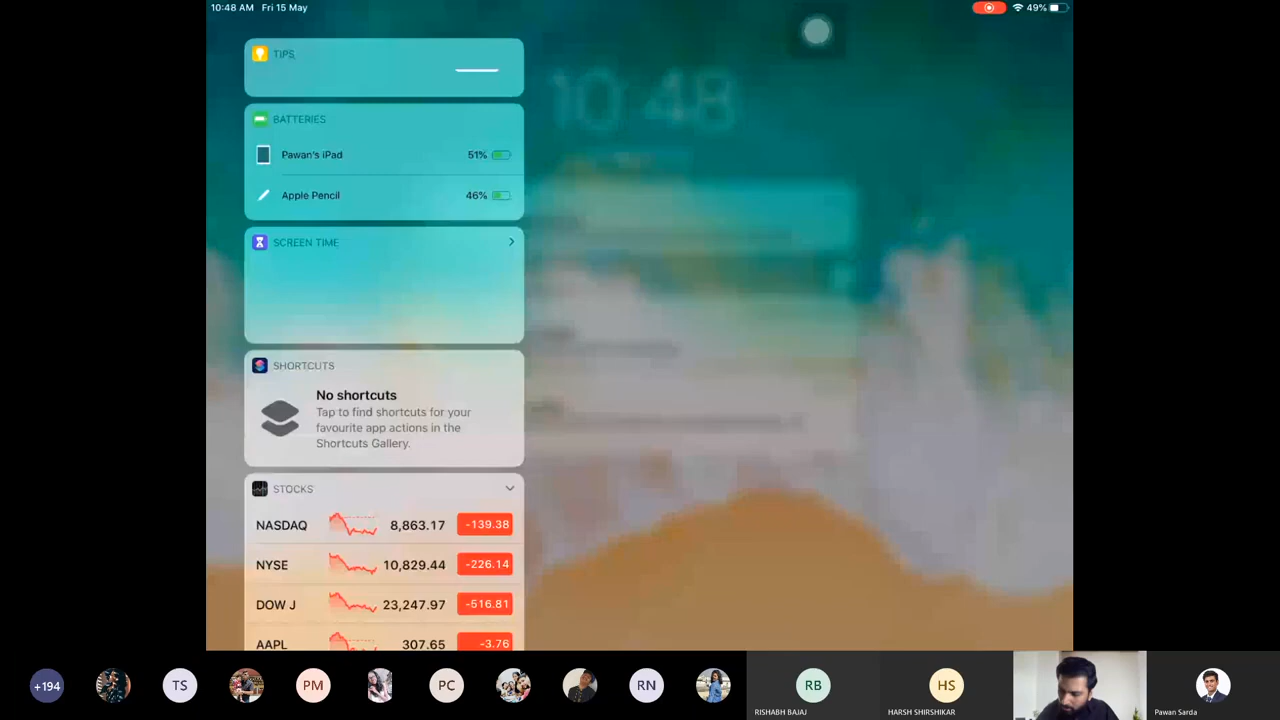 10:48 AM Fri 15 May
49%
TIPS
10:48
BATTERIES
Pawan's iPad 51%
Apple Pencil 46%
SCREEN TIME
SHORTCUTS
No shortcuts
Tap to find shortcuts for your
favourite app actions in the
Shortcuts Gallery.
STOCKS
NASDAQ 8,863.17 -139.38
NYSE 10,829.44 -226.14
DOW J 23,247.97 -516.81
AAPL 307.65 -3.76
+194 TS PM PC RN RB HS
RISHABH BAJAJ HARSH SHIRSHIKAR Pawan Sarda